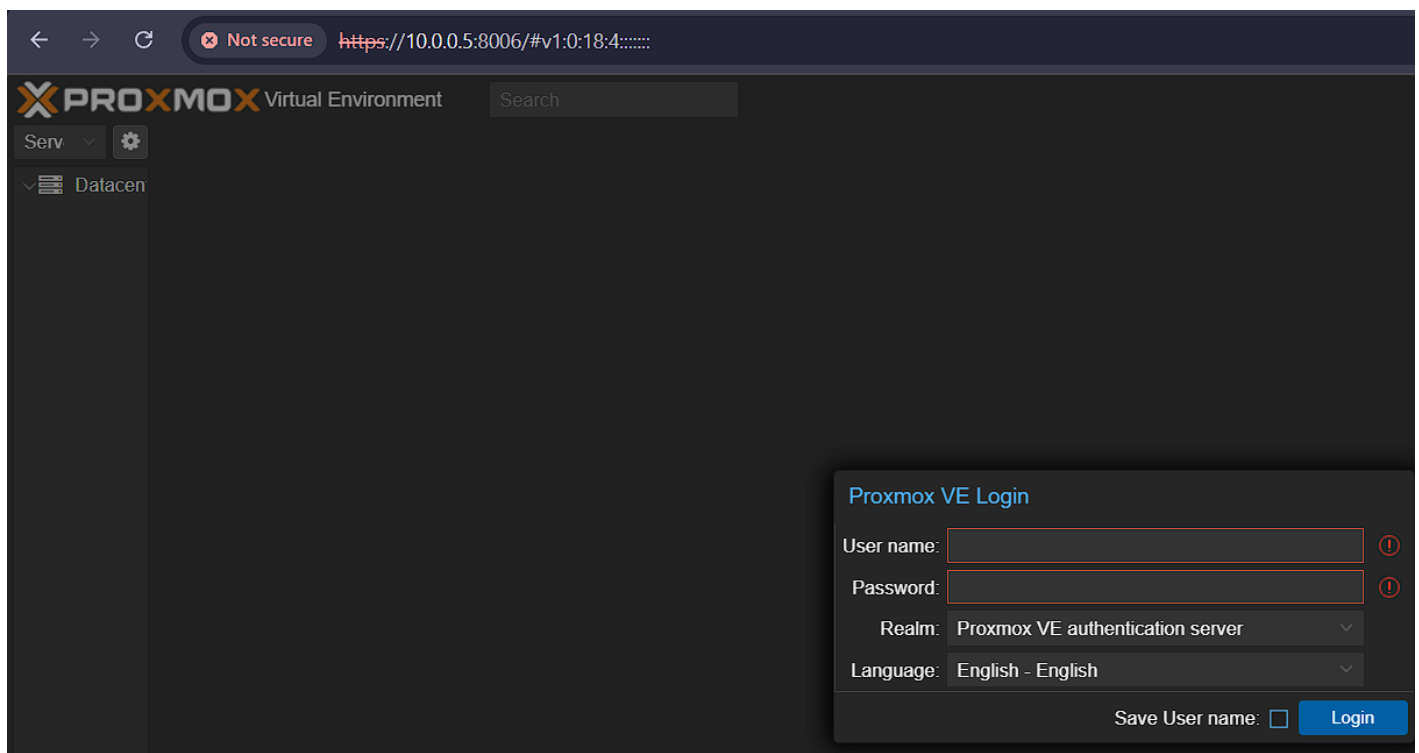 Not secure https://10.0.0.5:8006/#v1:0:18:4:::::::
PROXMOX Virtual Environment Search
Serv
Datacen
Proxmox VE Login
User name:
Password:
Realm: Proxmox VE authentication server
Language: English - English
Save User name: Login